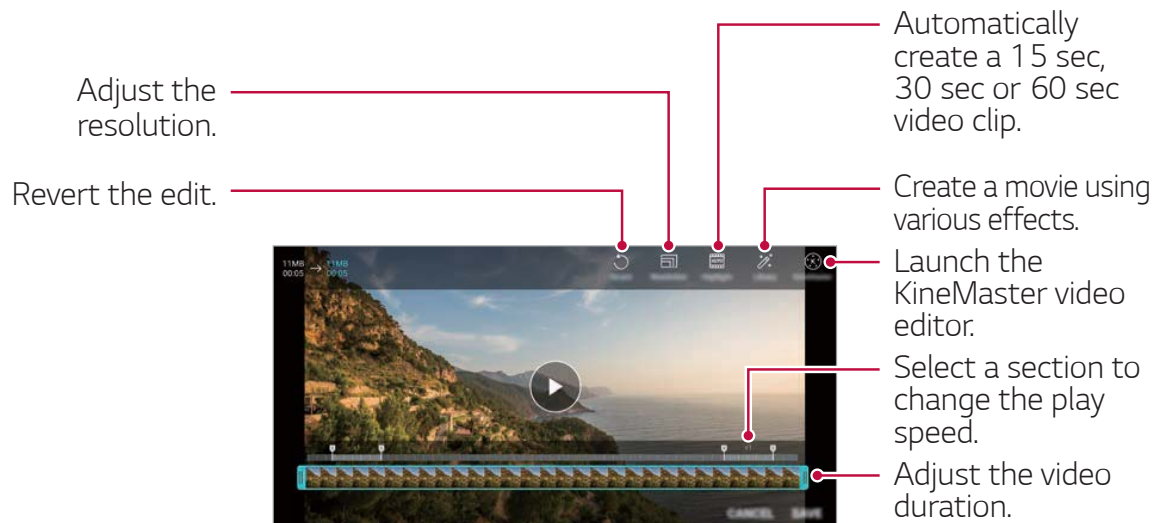 Automatically
create a 15 sec,
30 sec or 60 sec
video clip.
Adjust the
resolution.
Revert the edit.
Create a movie using
various effects.
Launch the
KineMaster video
editor.
Select a section to
change the play
speed.
Adjust the video
duration.
11MB → 11MB
00:05 00:05
AUTO
CANCEL SAVE